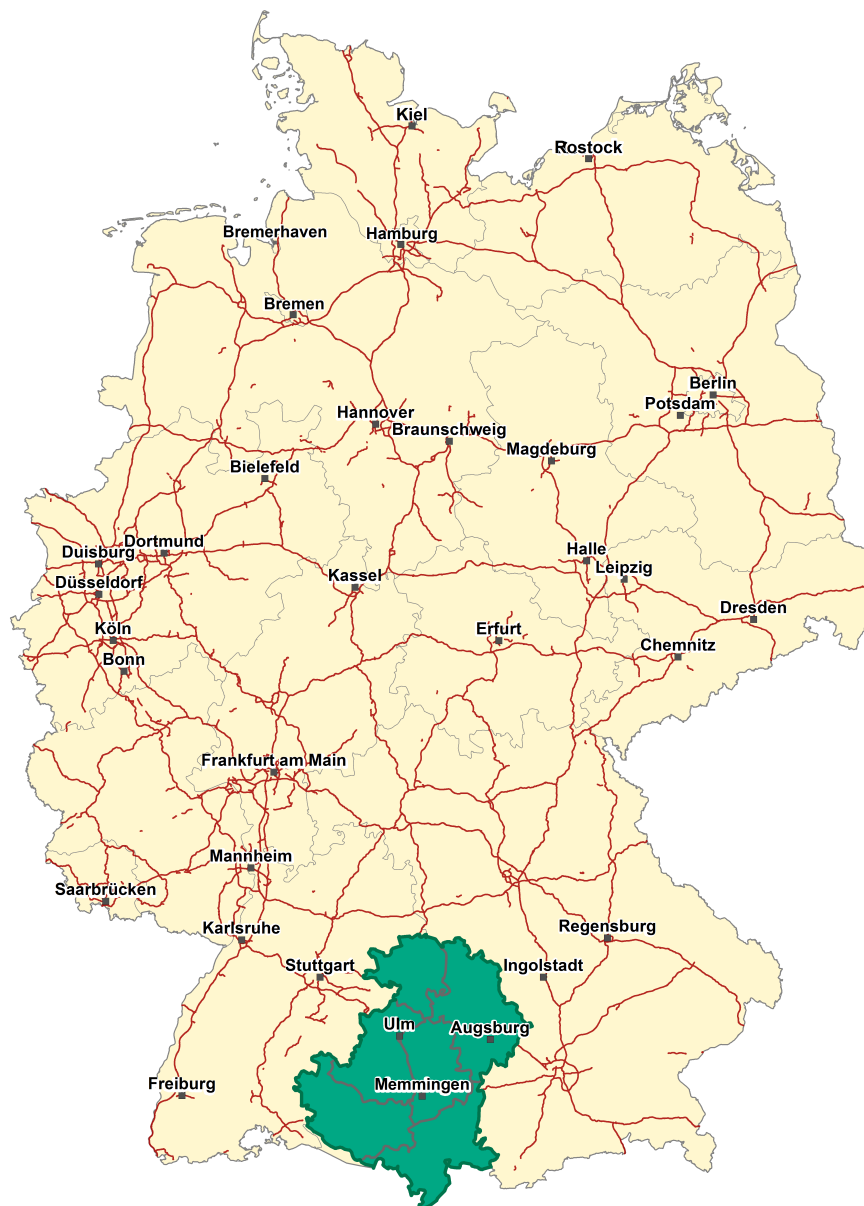 Kiel
Rostock
Bremerhaven
Hamburg
Bremen
Berlin
Potsdam
Hannover
Braunschweig
Magdeburg
Bielefeld
Dortmund
Duisburg
Halle
Leipzig
Kassel
Düsseldorf
Dresden
Köln
Erfurt
Chemnitz
Bonn
Frankfurt am Main
Mannheim
Saarbrücken
Karlsruhe
Regensburg
Stuttgart
Ingolstadt
Ulm
Augsburg
Freiburg
Memmingen